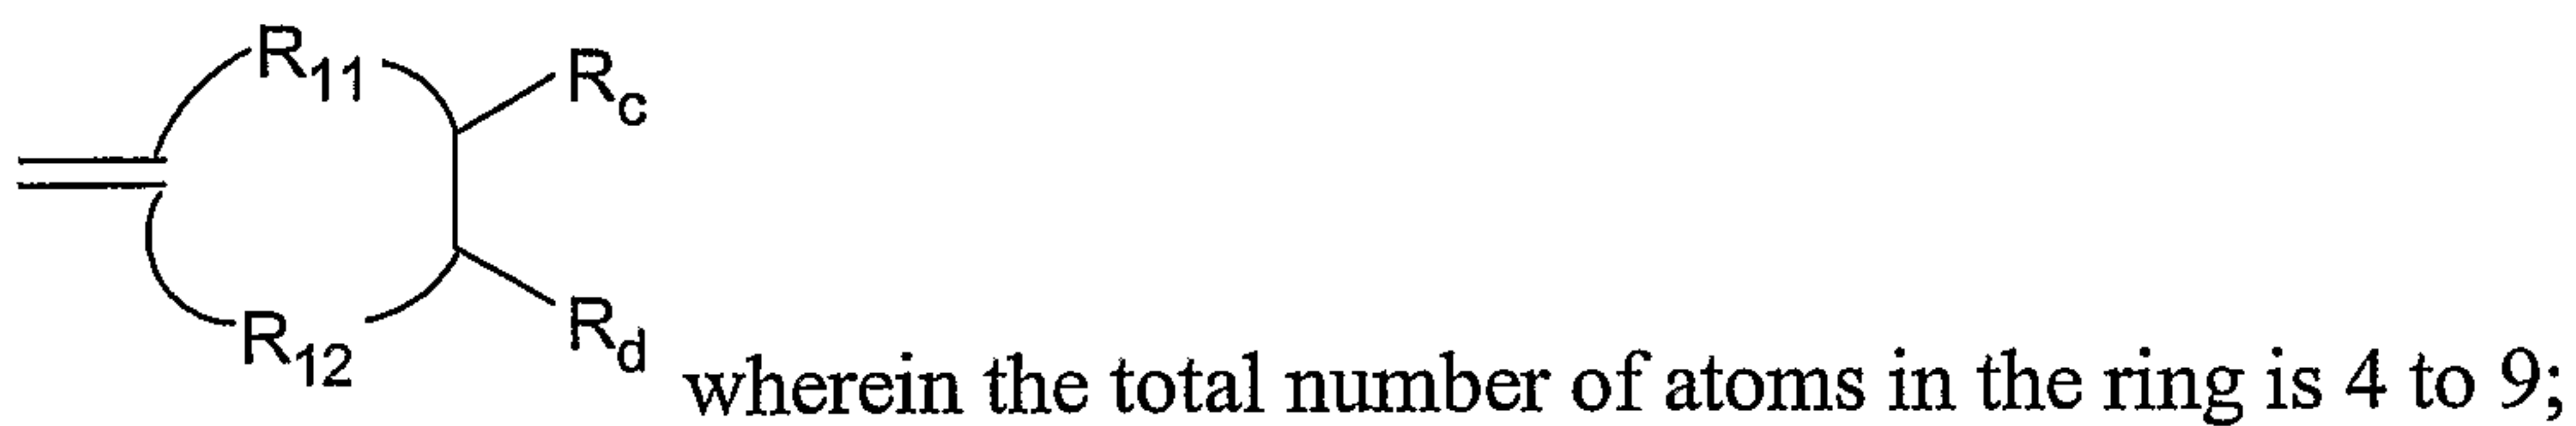 R11
Rc
R12
Rd
wherein the total number of atoms in the ring is 4 to 9;